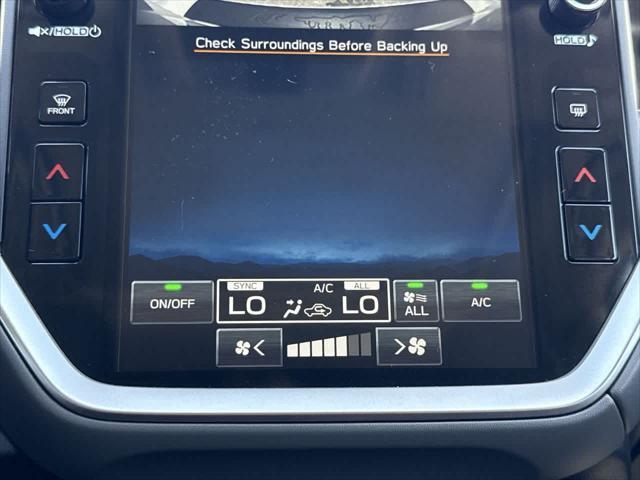 HOLD
HOLD
Check Surroundings Before Backing Up
FRONT
SYNC A/C ALL
ON/OFF LO LO ALL A/C